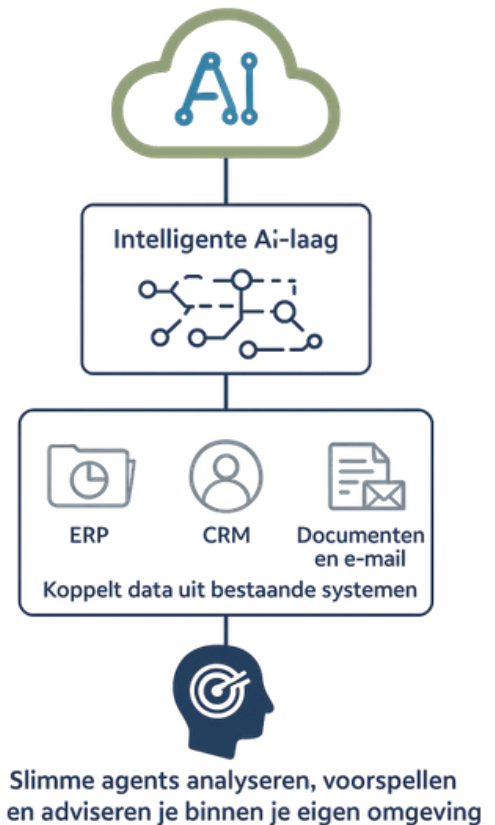 AI
Intelligente Ai-laag
ERP
CRM
Documenten
en e-mail
Koppelt data uit bestaande systemen
Slimme agents analyseren, voorspellen
en adviseren je binnen je eigen omgeving